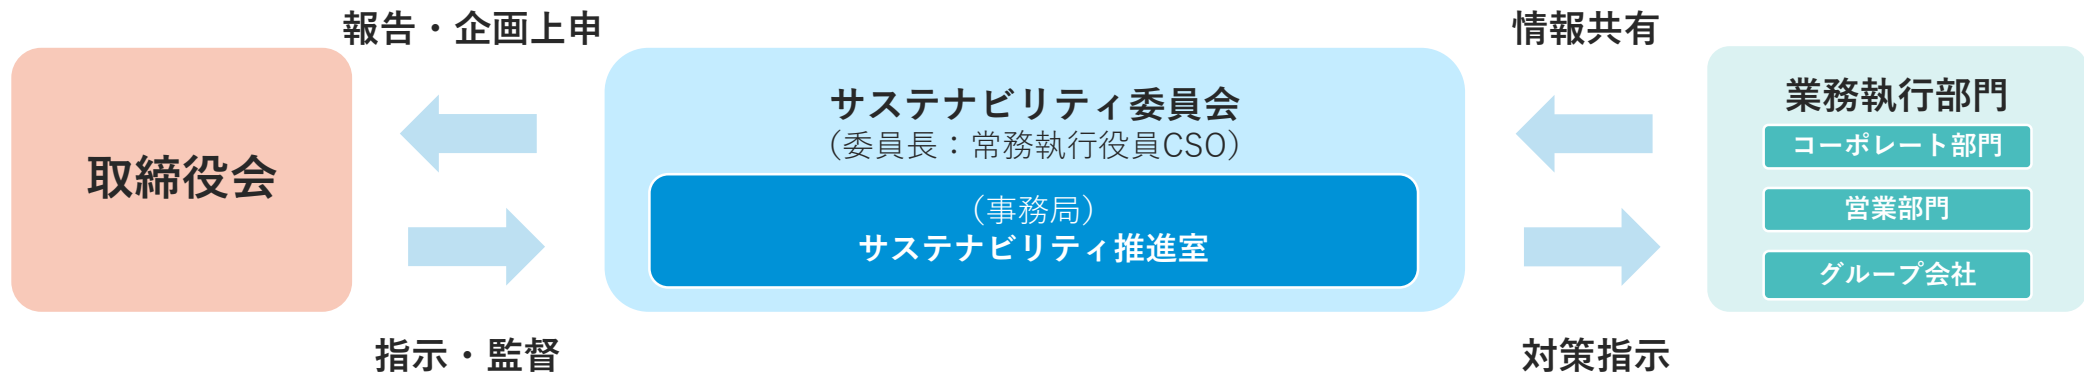 報告・企画上申
情報共有
取締役会
サステナビリティ委員会
（委員長：常務執行役員CSO）
（事務局）
サステナビリティ推進室
業務執行部門
コーポレート部門
営業部門
グループ会社
指示・監督
対策指示